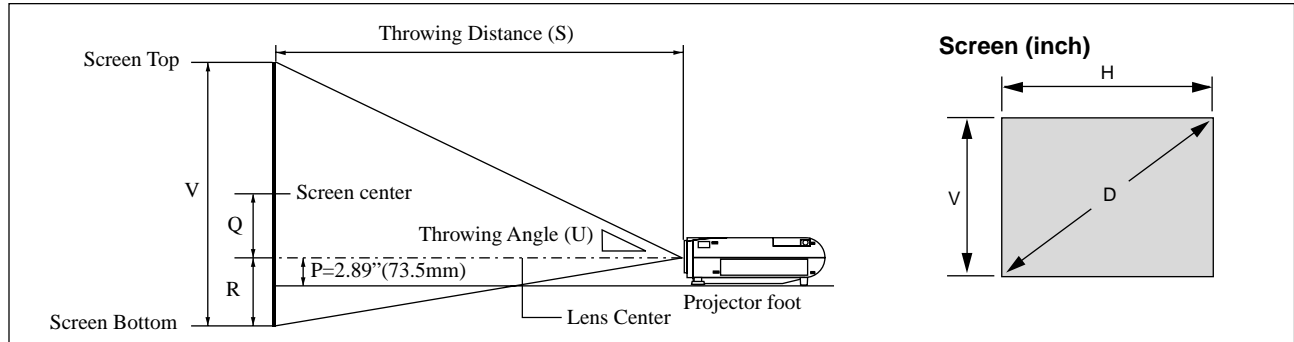 Throwing Distance (S)
Screen (inch)
Screen Top
H
V
Screen center
V
D
Q
Throwing Angle (U)
P=2.89”(73.5mm)
R
Projector foot
Screen Bottom
Lens Center